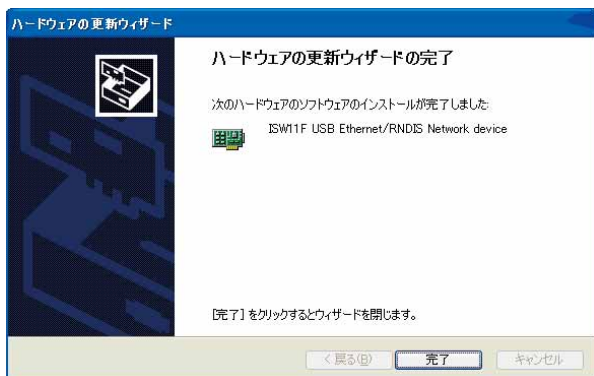 ハードウェアの更新ウィザード
ハードウェアの更新ウィザードの完了
次のハードウェアのソフトウェアのインストールが完了しました:
ISW11F USB Ethernet/RNDIS Network device
[完了] をクリックするとウィザードを閉じます。
< 戻る(B)
完了
キャンセル